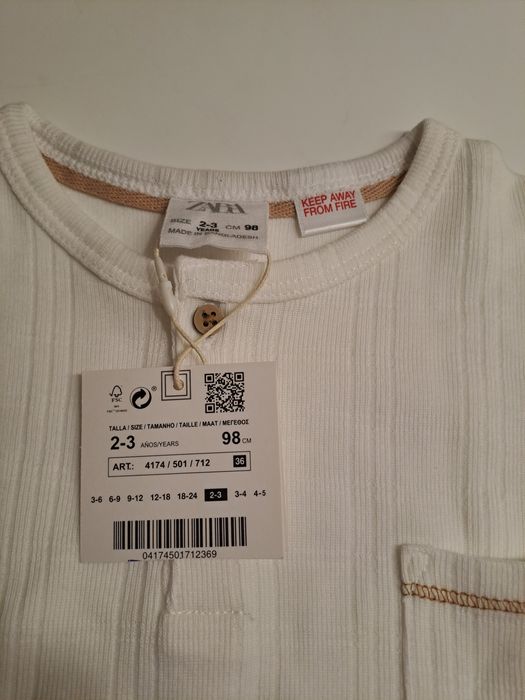 ZARA
SIZE 2-3 YEARS CM 98
MADE IN BANGLADESH
KEEP AWAY
FROM FIRE
FSC
TALLA / SIZE / TAMANHO / TAILLE / MAAT / ΜΕΓΕΘΟΣ
2-3 AÑOS/YEARS 98 CM
ART.: 4174 / 501 / 712 36
3-6 6-9 9-12 12-18 18-24 2-3 3-4 4-5
04174501712369